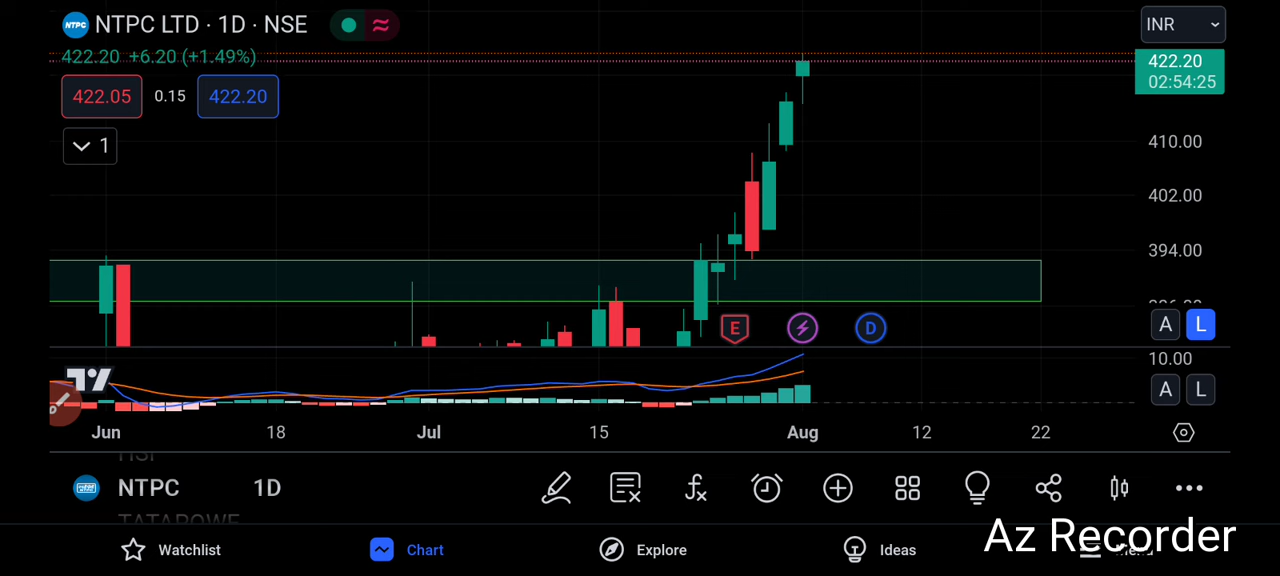 NTPC NTPC LTD · 1D · NSE
INR
422.20 +6.20 (+1.49%)
422.20
02:54:25
422.05 0.15 422.20
1
410.00
402.00
394.00
E D
A L
10.00
A L
Jun 18 Jul 15 Aug 12 22
NTPC 1D
Az Recorder
Watchlist Chart Explore Ideas